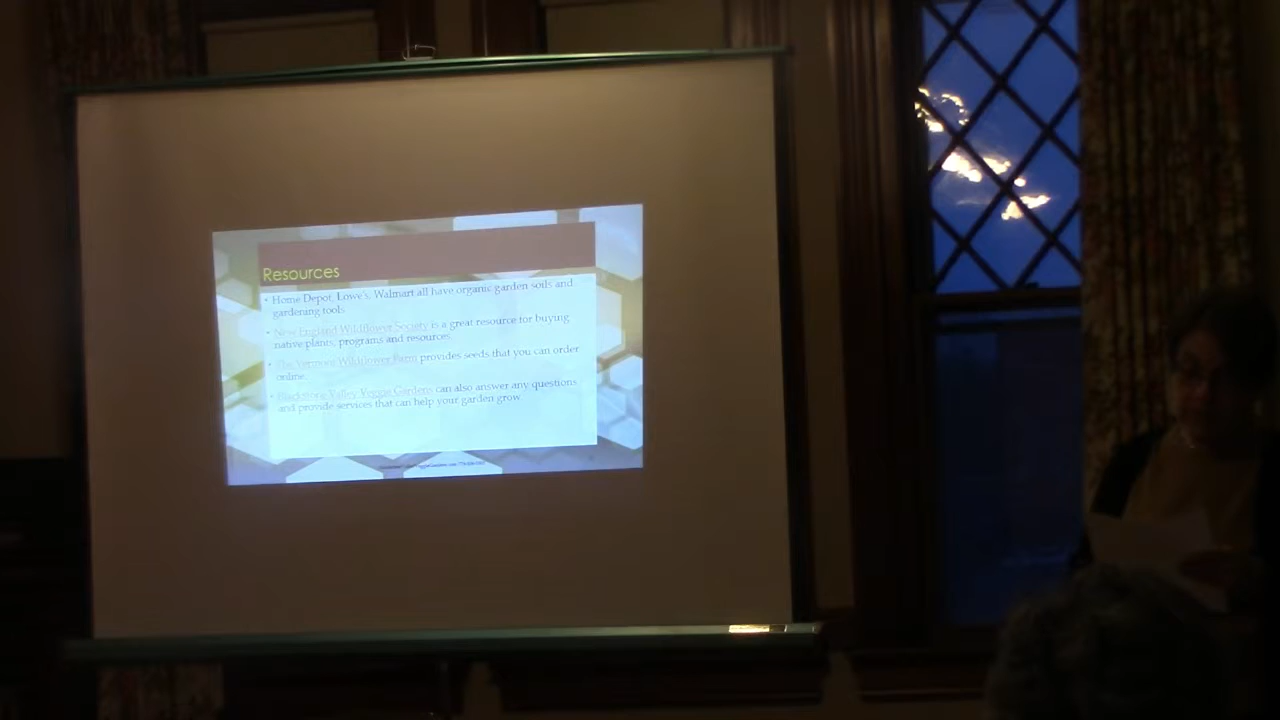 Resources
• Home Depot, Lowe's, Walmart all have organic garden soils and
gardening tools
• New England Wildflower Society is a great resource for buying
native plants, programs and resources.
• The Vermont Wildflower Farm provides seeds that you can order
online.
• Blackstone Valley Veggie Gardens can also answer any questions
and provide services that can help your garden grow